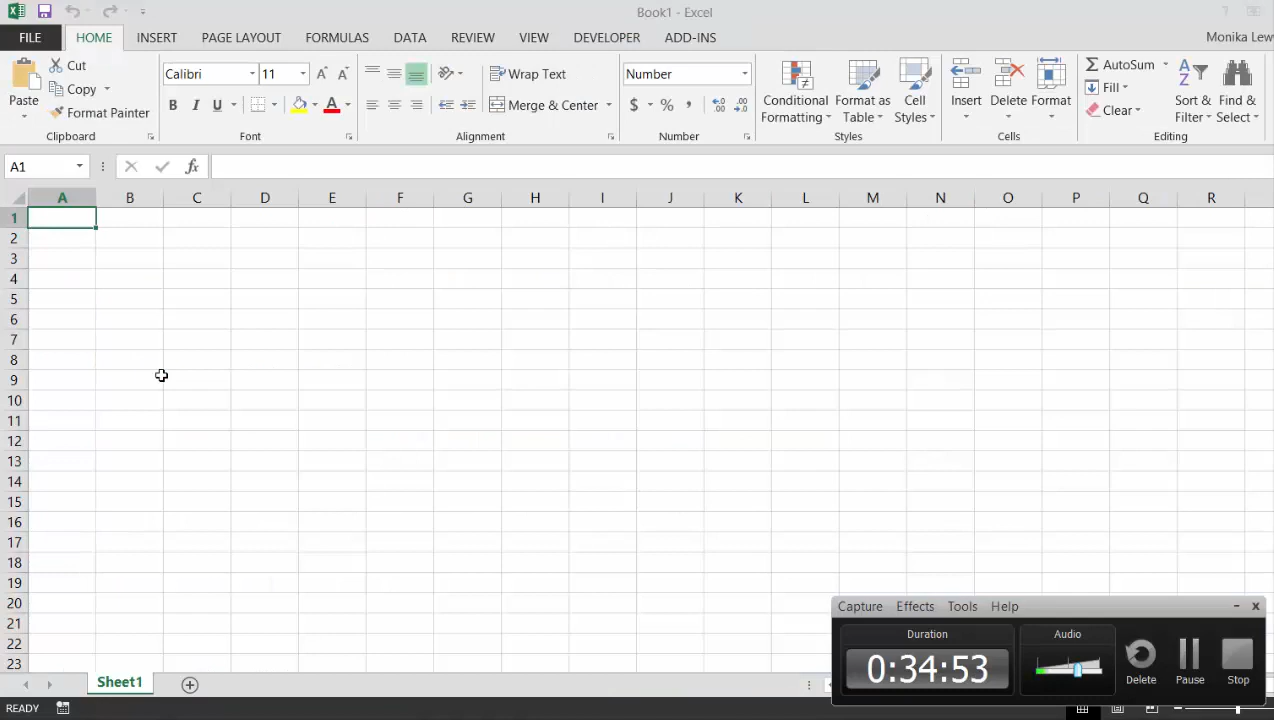 Book1 - Excel
FILE HOME INSERT PAGE LAYOUT FORMULAS DATA REVIEW VIEW DEVELOPER ADD-INS Monika Lew
Paste Cut Copy Format Painter
Clipboard
Calibri 11
B I U A
Font
Wrap Text
Merge & Center
Alignment
Number
$ % ,
Number
Conditional Formatting Format as Table Cell Styles
Styles
Insert Delete Format
Cells
AutoSum
Fill
Clear
Sort & Filter Find & Select
Editing
A1 fx
A B C D E F G H I J K L M N O P Q R
1
2
3
4
5
6
7
8
9
10
11
12
13
14
15
16
17
18
19
20
21
22
23
Capture Effects Tools Help
Duration Audio
0:34:53
Delete Pause Stop
Sheet1
READY